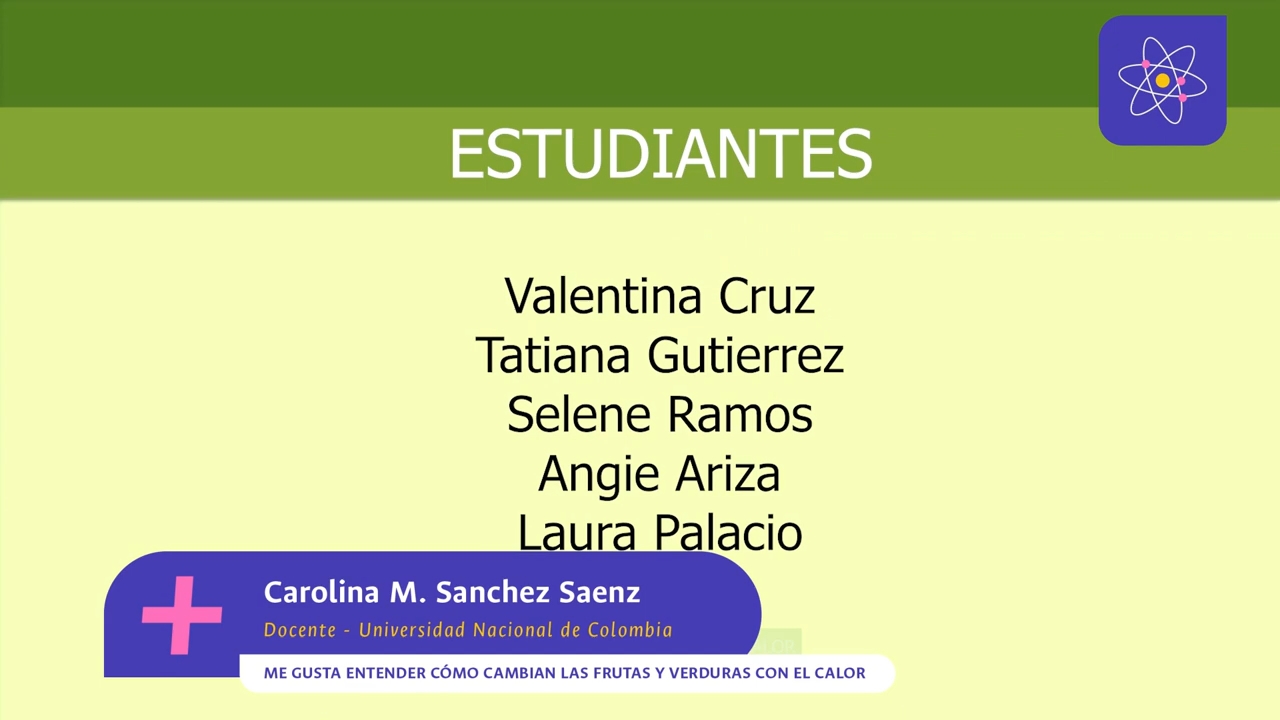 ESTUDIANTES
Valentina Cruz
Tatiana Gutierrez
Selene Ramos
Angie Ariza
Laura Palacio
Carolina M. Sanchez Saenz
Docente - Universidad Nacional de Colombia
ME GUSTA ENTENDER CÓMO CAMBIAN LAS FRUTAS Y VERDURAS CON EL CALOR